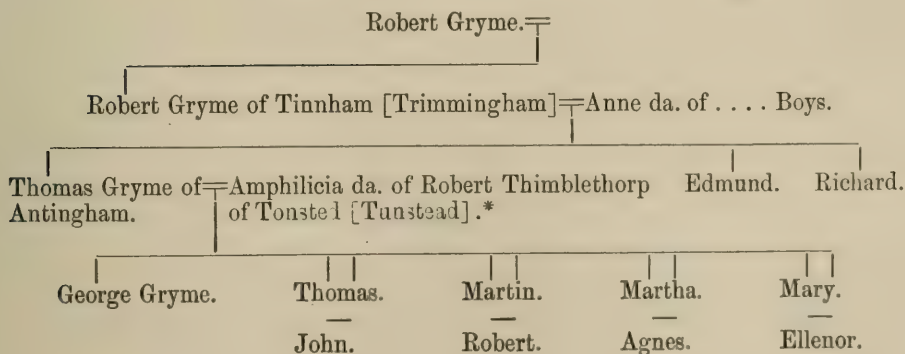 Robert Gryme.
Robert Gryme of Tinnham [Trimmingham] Anne da. of .... Boys.
Thomas Gryme of Amphilicia da. of Robert Thimblethorp Edmund. Richard.
Antingham. of Tonsted [Tunstead].*
George Gryme. Thomas. Martin. Martha. Mary.
John. Robert. Agnes. Ellenor.